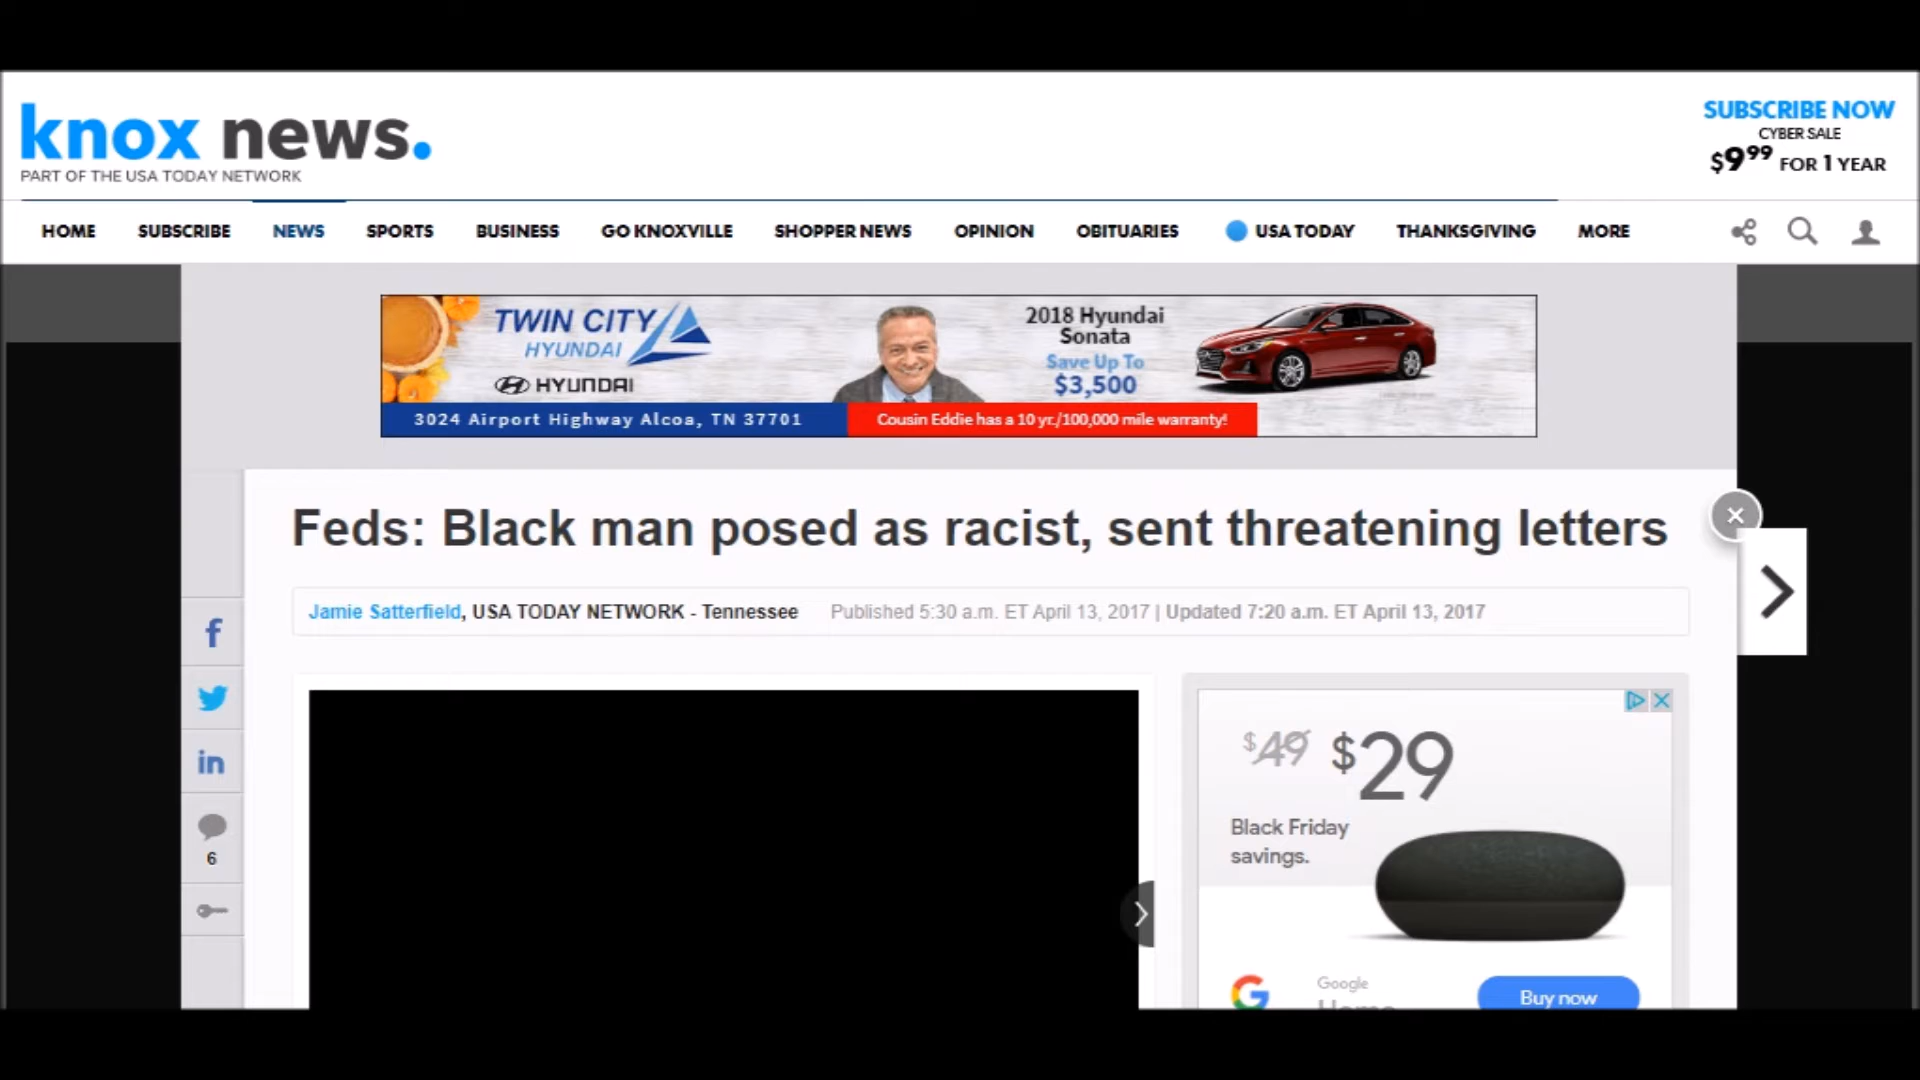 knox news.
PART OF THE USA TODAY NETWORK
SUBSCRIBE NOW
CYBER SALE
$9.99 FOR 1 YEAR
HOME SUBSCRIBE NEWS SPORTS BUSINESS GO KNOXVILLE SHOPPER NEWS OPINION OBITUARIES USA TODAY THANKSGIVING MORE
TWIN CITY
HYUNDAI
HYUNDAI
3024 Airport Highway Alcoa, TN 37701
2018 Hyundai
Sonata
Save Up To
$3,500
Cousin Eddie has a 10 yr./100,000 mile warranty!
Feds: Black man posed as racist, sent threatening letters
Jamie Satterfield, USA TODAY NETWORK - Tennessee Published 5:30 a.m. ET April 13, 2017 | Updated 7:20 a.m. ET April 13, 2017
f
in
6
$49 $29
Black Friday
savings.
G
Google
Home
Buy now